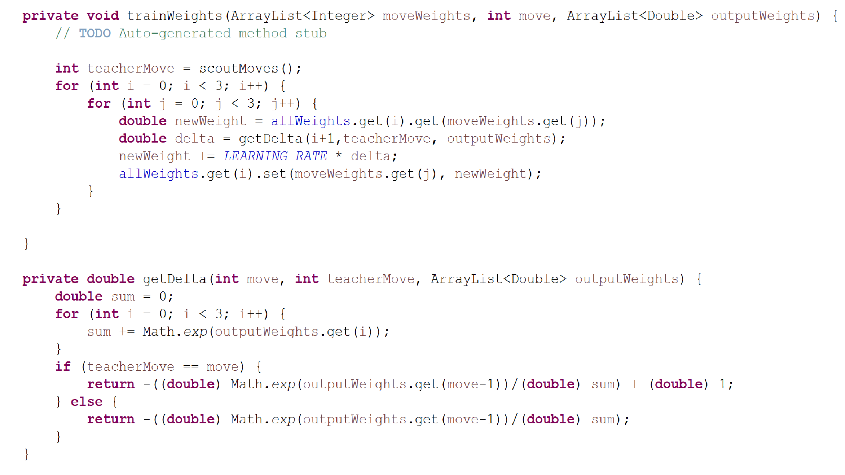 private void trainWeights(ArrayList<Integer> moveWeights, int move, ArrayList<Double> outputWeights) {
// TODO Auto-generated method stub
int teacherMove = scoutMoves();
for (int i = 0; i < 3; i++) {
for (int j = 0; j < 3; j++) {
double newWeight = allWeights.get(i).get(moveWeights.get(j));
double delta = getDelta(i+1,teacherMove, outputWeights);
newWeight += LEARNING_RATE * delta;
allWeights.get(i).set(moveWeights.get(j), newWeight);
}
}
}
private double getDelta(int move, int teacherMove, ArrayList<Double> outputWeights) {
double sum = 0;
for (int i = 0; i < 3; i++) {
sum += Math.exp(outputWeights.get(i));
}
if (teacherMove == move) {
return -((double) Math.exp(outputWeights.get(move-1))/(double) sum) + (double) 1;
} else {
return -((double) Math.exp(outputWeights.get(move-1))/(double) sum);
}
}